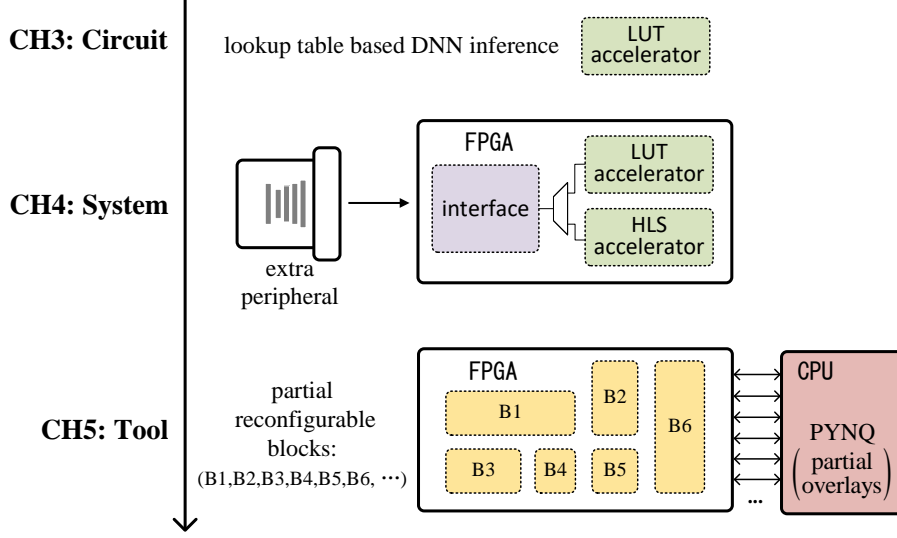 CH3: Circuit
lookup table based DNN inference
LUT
accelerator
CH4: System
extra
peripheral
FPGA
interface
LUT
accelerator
HLS
accelerator
CH5: Tool
partial
reconfigurable
blocks:
(B1,B2,B3,B4,B5,B6, ···)
FPGA
B1
B2
B6
B3
B4
B5
...
CPU
PYNQ
(partial
overlays)